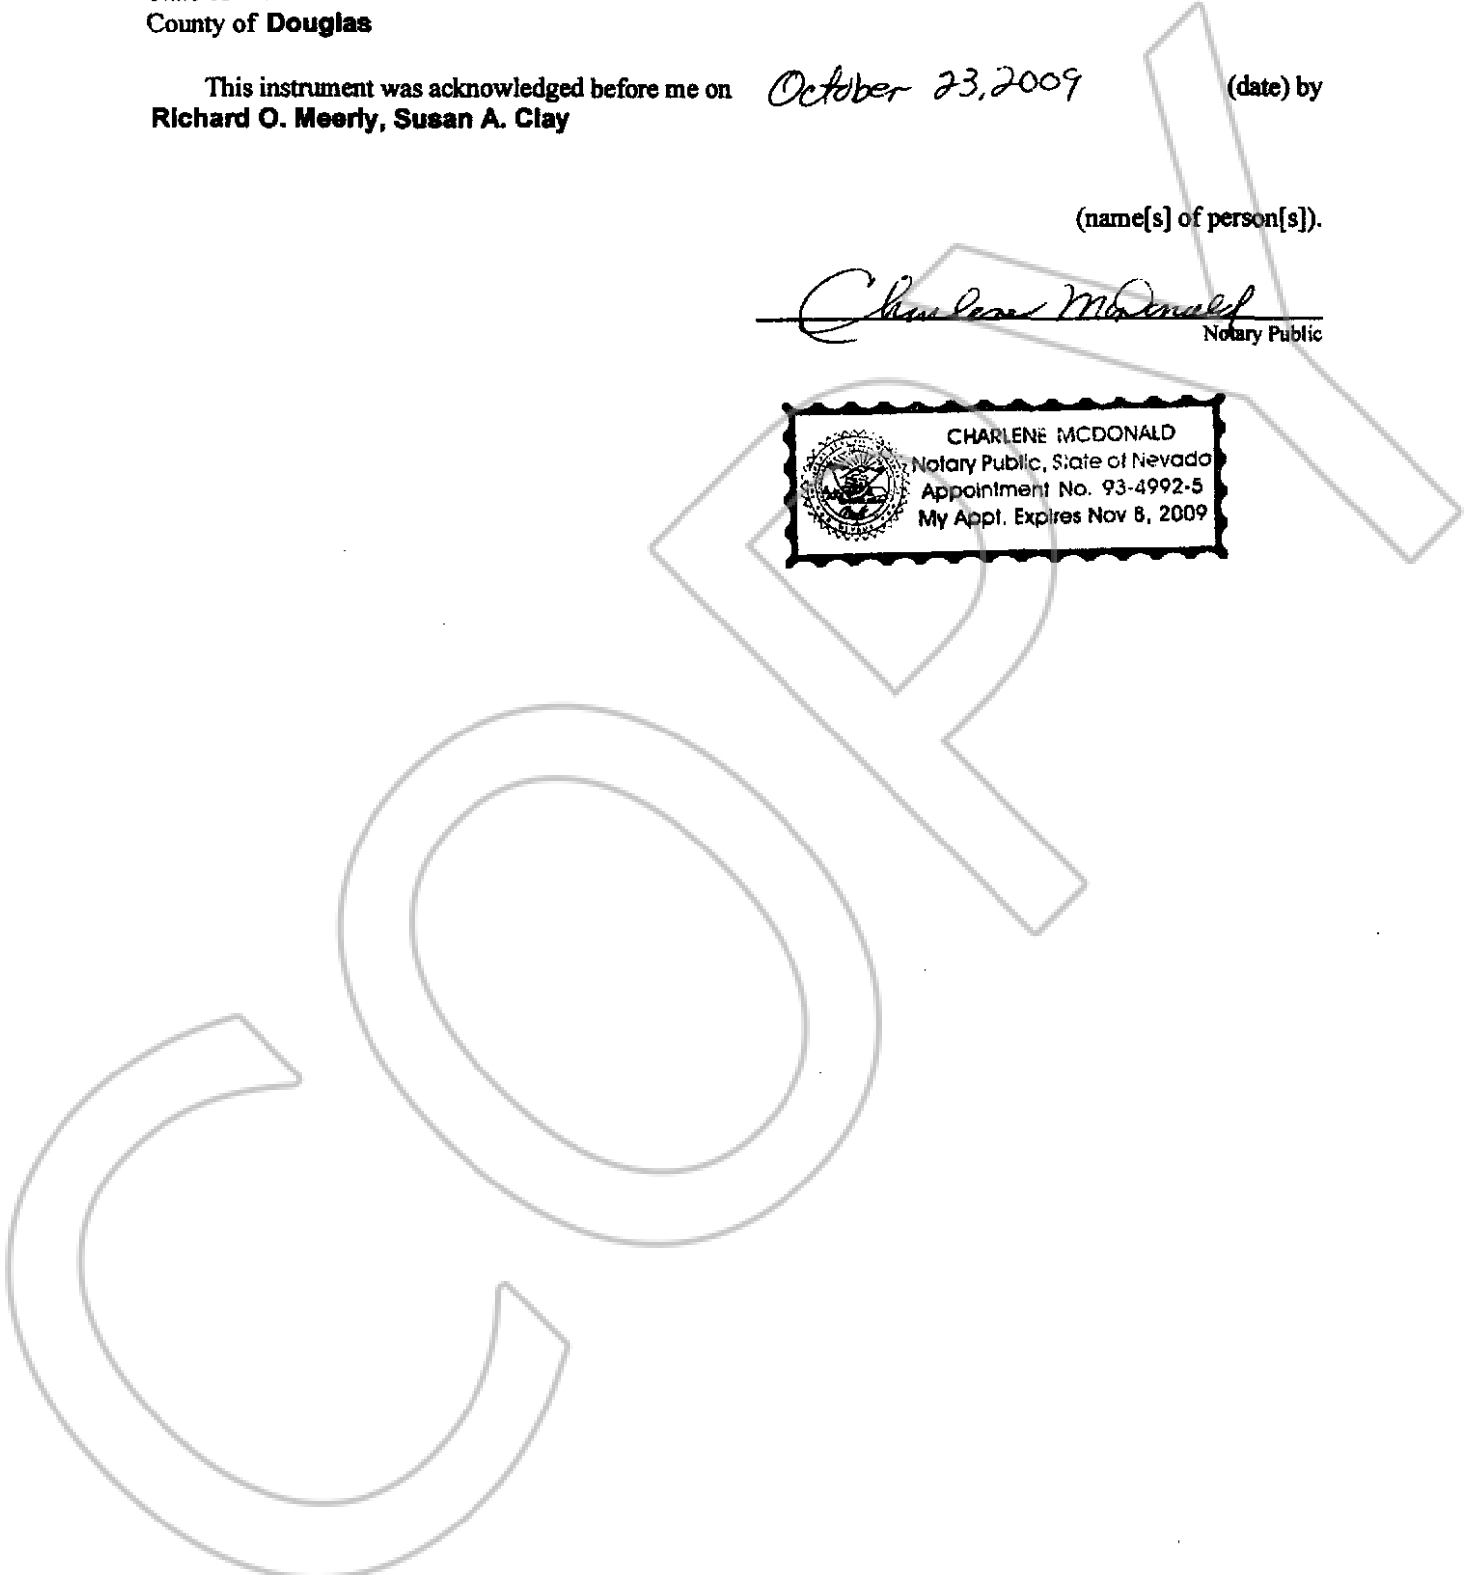 County of Douglas
This instrument was acknowledged before me on October 23, 2009 (date) by
Richard O. Meerly, Susan A. Clay
(name[s] of person[s]).
Charlene McDonald
Notary Public
CHARLENE MCDONALD
Notary Public, State of Nevada
Appointment No. 93-4992-5
My Appt. Expires Nov 8, 2009
COPY